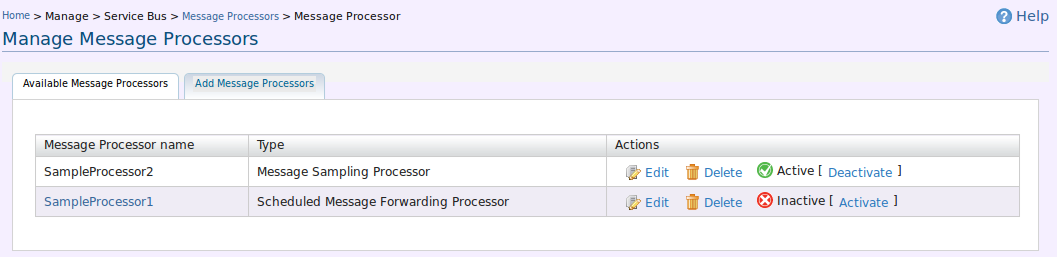 Home > Manage > Service Bus > Message Processors > Message Processor
Help
Manage Message Processors
Available Message Processors
Add Message Processors
Message Processor name Type Actions
SampleProcessor2 Message Sampling Processor Edit Delete Active [ Deactivate ]
SampleProcessor1 Scheduled Message Forwarding Processor Edit Delete Inactive [ Activate ]